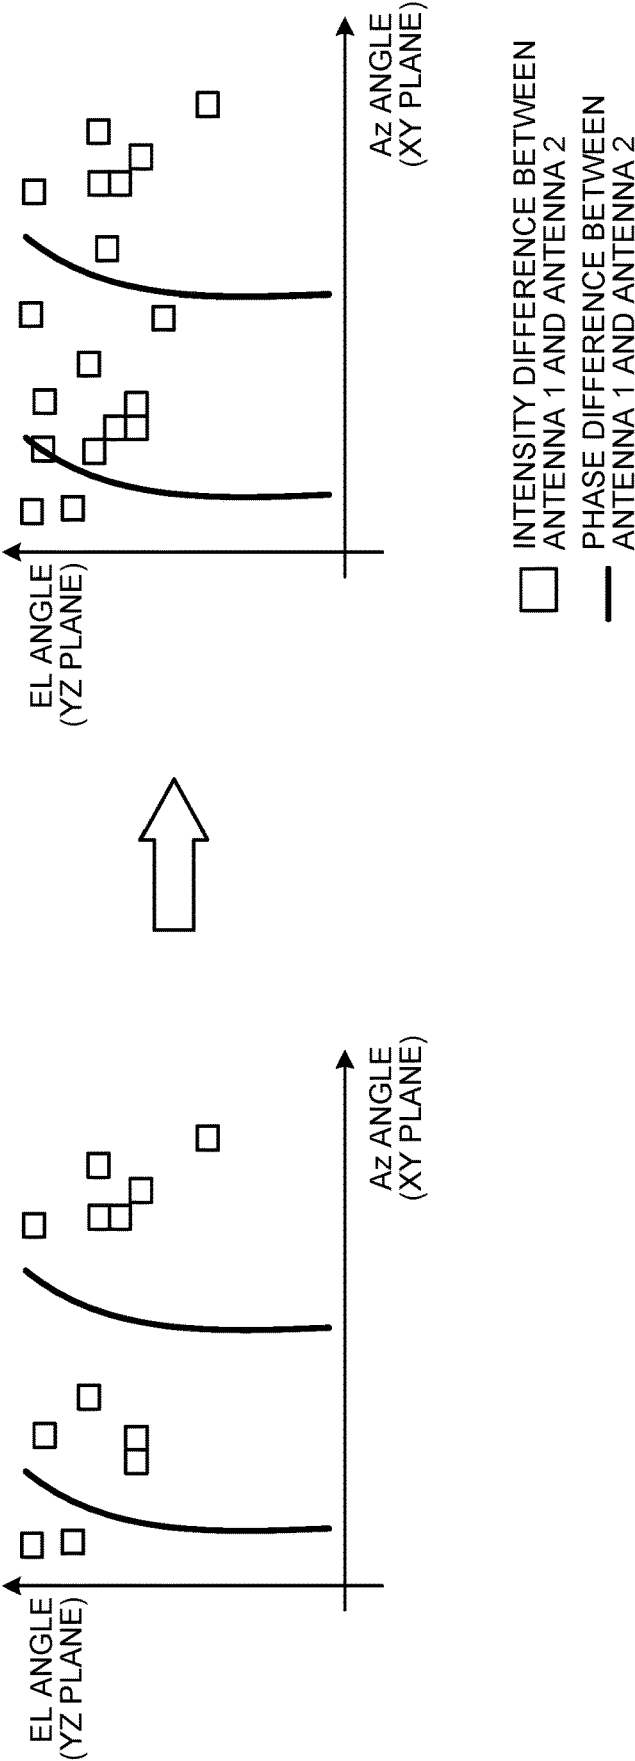 EL ANGLE
(YZ PLANE)
Az ANGLE
(XY PLANE)
EL ANGLE
(YZ PLANE)
Az ANGLE
(XY PLANE)
INTENSITY DIFFERENCE BETWEEN
ANTENNA 1 AND ANTENNA 2
PHASE DIFFERENCE BETWEEN
ANTENNA 1 AND ANTENNA 2